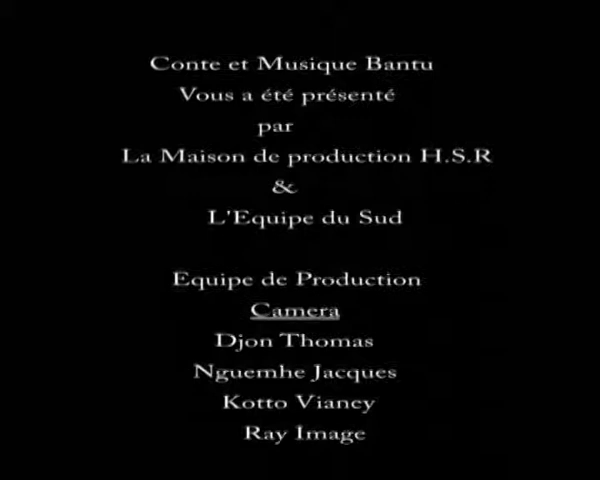 Conte et Musique Bantu
Vous a été présenté
par
La Maison de production H.S.R
&
L'Equipe du Sud
Equipe de Production
Camera
Djon Thomas
Nguemhe Jacques
Kotto Vianey
Ray Image